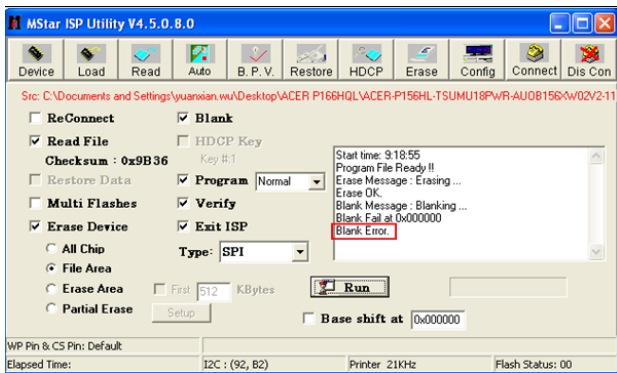 MStar ISP Utility V4.5.0.8.0
Device Load Read Auto B. P. V. Restore HDCP Erase Config Connect Dis Con
Src: C:\Documents and Settings\yuanxian.wu\Desktop\ACER P166HQL\ACER-P156HL-TSUMU18PWR-AUOB156XW02V2-11
ReConnect
Blank
Read File
HDCP Key
Checksum : 0x9B36
Key #:1
Restore Data
Program Normal
Multi Flashes
Verify
Erase Device
Exit ISP
All Chip
Type: SPI
File Area
Erase Area
First 512 KBytes
Partial Erase
Setup
Start time: 9:18:55
Program File Ready !!
Erase Message : Erasing ...
Erase OK.
Blank Message : Blanking ...
Blank Fail at 0x000000
Blank Error.
Run
Base shift at 0x000000
WP Pin & CS Pin: Default
Elapsed Time: I2C : (92, B2) Printer 21KHz Flash Status: 00